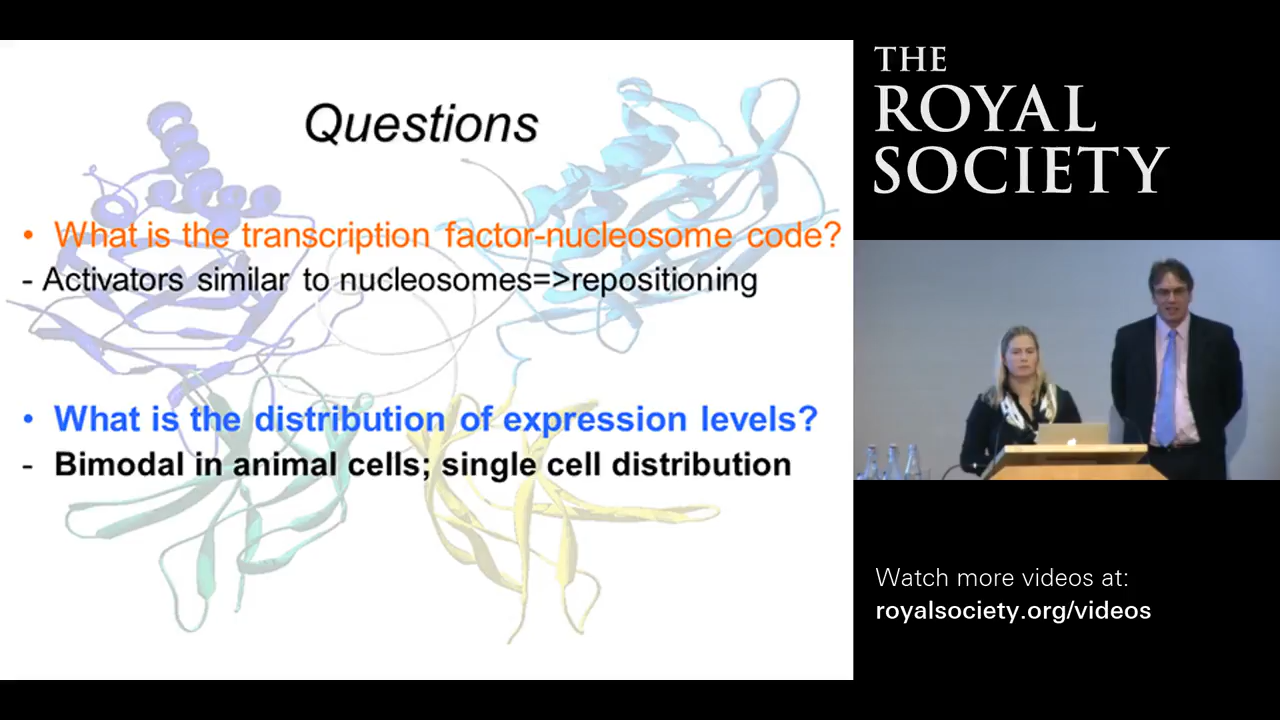 Questions
• What is the transcription factor-nucleosome code?
- Activators similar to nucleosomes=>repositioning
• What is the distribution of expression levels?
- Bimodal in animal cells; single cell distribution
THE
ROYAL
SOCIETY
Watch more videos at:
royalsociety.org/videos